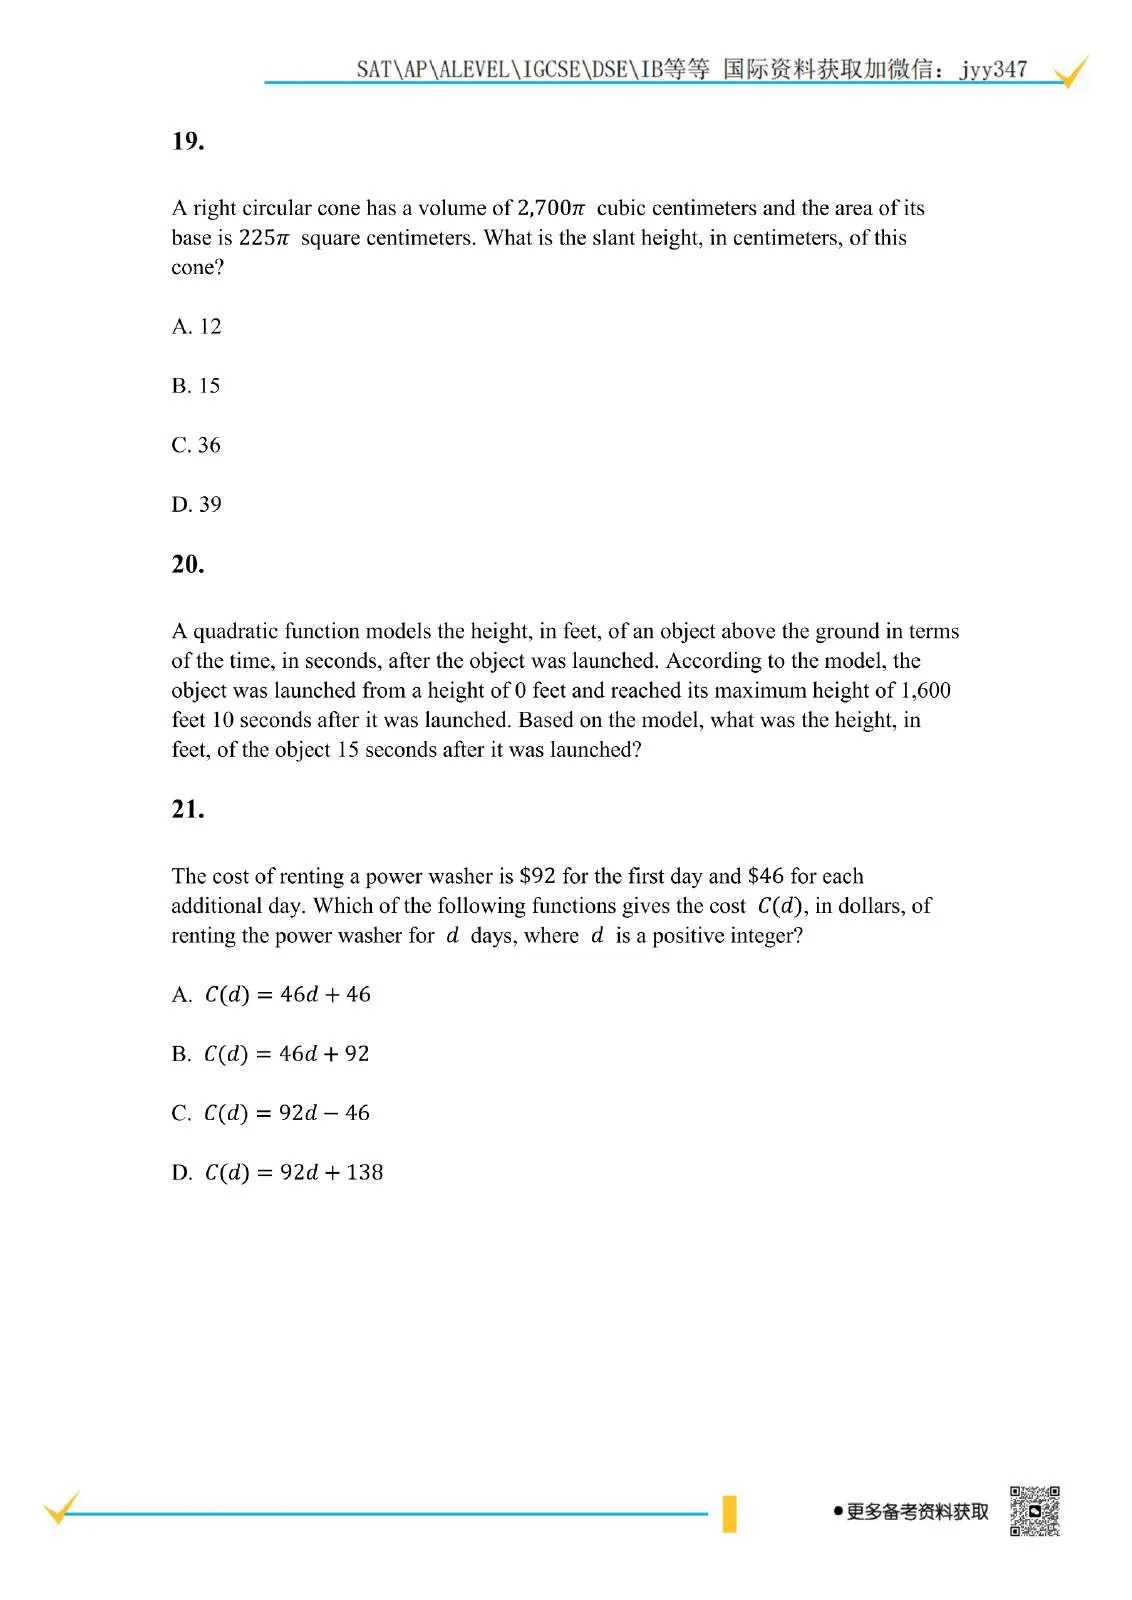 SAT\AP\ALEVEL\IGCSE\DSE\IB等等 国际资料获取加微信：jyy347
19.
A right circular cone has a volume of 2,700π cubic centimeters and the area of its
base is 225π square centimeters. What is the slant height, in centimeters, of this
cone?
A. 12
B. 15
C. 36
D. 39
20.
A quadratic function models the height, in feet, of an object above the ground in terms
of the time, in seconds, after the object was launched. According to the model, the
object was launched from a height of 0 feet and reached its maximum height of 1,600
feet 10 seconds after it was launched. Based on the model, what was the height, in
feet, of the object 15 seconds after it was launched?
21.
The cost of renting a power washer is $92 for the first day and $46 for each
additional day. Which of the following functions gives the cost C(d), in dollars, of
renting the power washer for d days, where d is a positive integer?
A. C(d) = 46d + 46
B. C(d) = 46d + 92
C. C(d) = 92d − 46
D. C(d) = 92d + 138
●更多备考资料获取